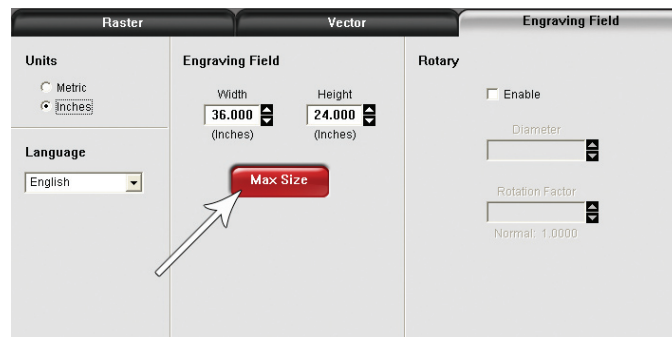 Raster
Vector
Engraving Field
Units
Metric
Inches
Language
English
Engraving Field
Width
Height
36.000
24.000
(Inches)
(Inches)
Max Size
Rotary
Enable
Diameter
Rotation Factor
Normal: 1.0000